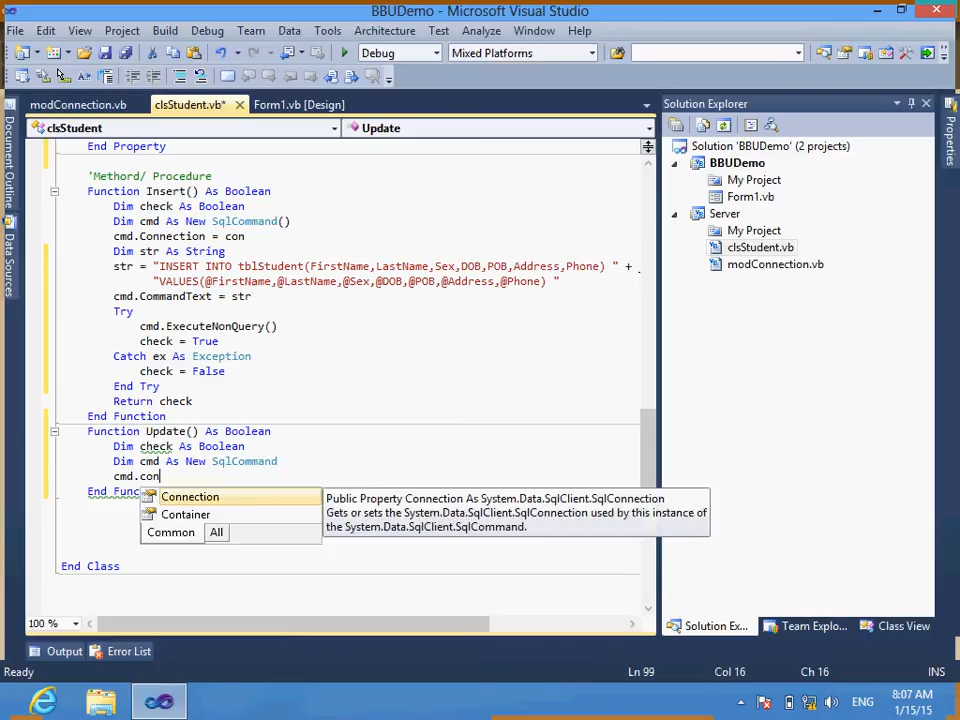 BBUDemo - Microsoft Visual Studio
File Edit View Project Build Debug Team Data Tools Architecture Test Analyze Window Help
Debug Mixed Platforms
modConnection.vb clsStudent.vb* Form1.vb [Design]
clsStudent Update
End Property
'Methord/ Procedure
Function Insert() As Boolean
Dim check As Boolean
Dim cmd As New SqlCommand()
cmd.Connection = con
Dim str As String
str = "INSERT INTO tblStudent(FirstName,LastName,Sex,DOB,POB,Address,Phone) " + _
"VALUES(@FirstName,@LastName,@Sex,@DOB,@POB,@Address,@Phone) "
cmd.CommandText = str
Try
cmd.ExecuteNonQuery()
check = True
Catch ex As Exception
check = False
End Try
Return check
End Function
Function Update() As Boolean
Dim check As Boolean
Dim cmd As New SqlCommand
cmd.con
End Func
Connection
Container
Common All
Public Property Connection As System.Data.SqlClient.SqlConnection
Gets or sets the System.Data.SqlClient.SqlConnection used by this instance of
the System.Data.SqlClient.SqlCommand.
End Class
100 %
Document Outline
Data Sources
Solution Explorer
Solution 'BBUDemo' (2 projects)
BBUDemo
My Project
Form1.vb
Server
My Project
clsStudent.vb
modConnection.vb
Properties
Solution Ex... Team Explo... Class View
Output Error List
Ready Ln 99 Col 16 Ch 16 INS
ENG 8:07 AM
1/15/15